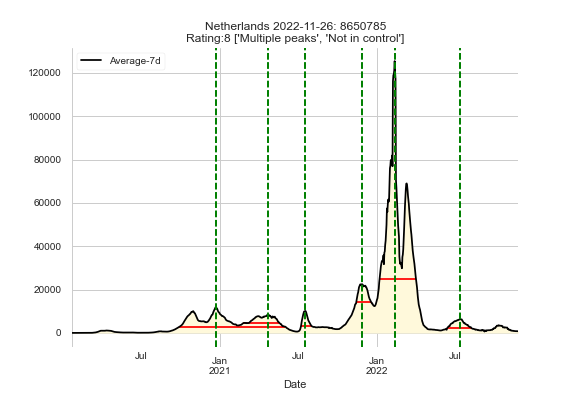 Netherlands 2022-11-26: 8650785
Rating:8 ['Multiple peaks', 'Not in control']
Average-7d
120000
100000
80000
60000
40000
20000
0
Jul
Jan
2021
Jul
Jan
2022
Jul
Date